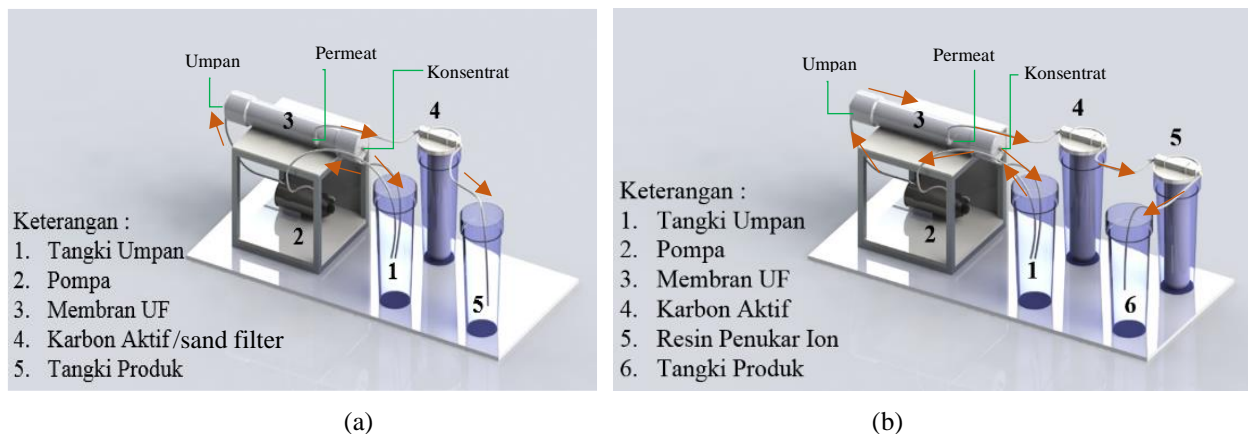 Umpan
Permeat
Konsentrat
3
4
2
1
5
Keterangan :
1. Tangki Umpan
2. Pompa
3. Membran UF
4. Karbon Aktif/sand filter
5. Tangki Produk
(a)
Umpan
Permeat
Konsentrat
3
4
5
2
1
6
Keterangan :
1. Tangki Umpan
2. Pompa
3. Membran UF
4. Karbon Aktif
5. Resin Penukar Ion
6. Tangki Produk
(b)